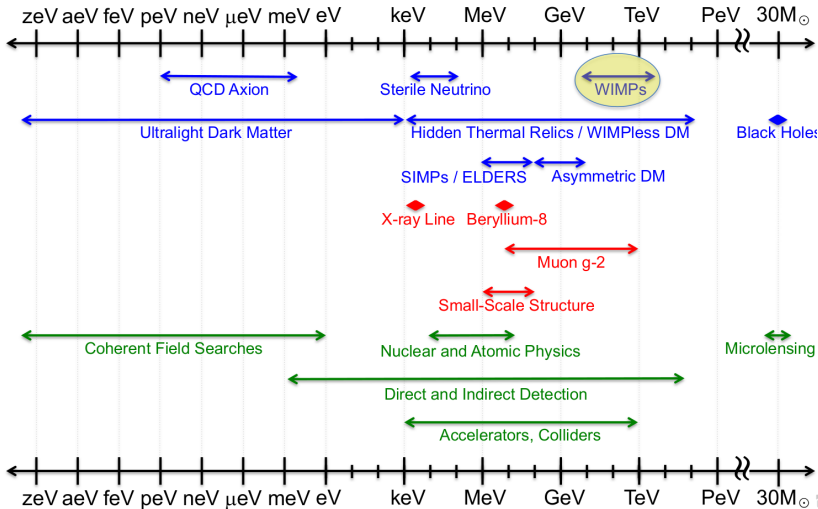 zeV aeV feV peV neV μeV meV eV keV MeV GeV TeV PeV 30M⊙
QCD Axion Sterile Neutrino WIMPs
Ultralight Dark Matter Hidden Thermal Relics / WIMPless DM Black Holes
SIMPs / ELDERS Asymmetric DM
X-ray Line Beryllium-8
Muon g-2
Small-Scale Structure
Coherent Field Searches Nuclear and Atomic Physics Microlensing
Direct and Indirect Detection
Accelerators, Colliders
zeV aeV feV peV neV μeV meV eV keV MeV GeV TeV PeV 30M⊙